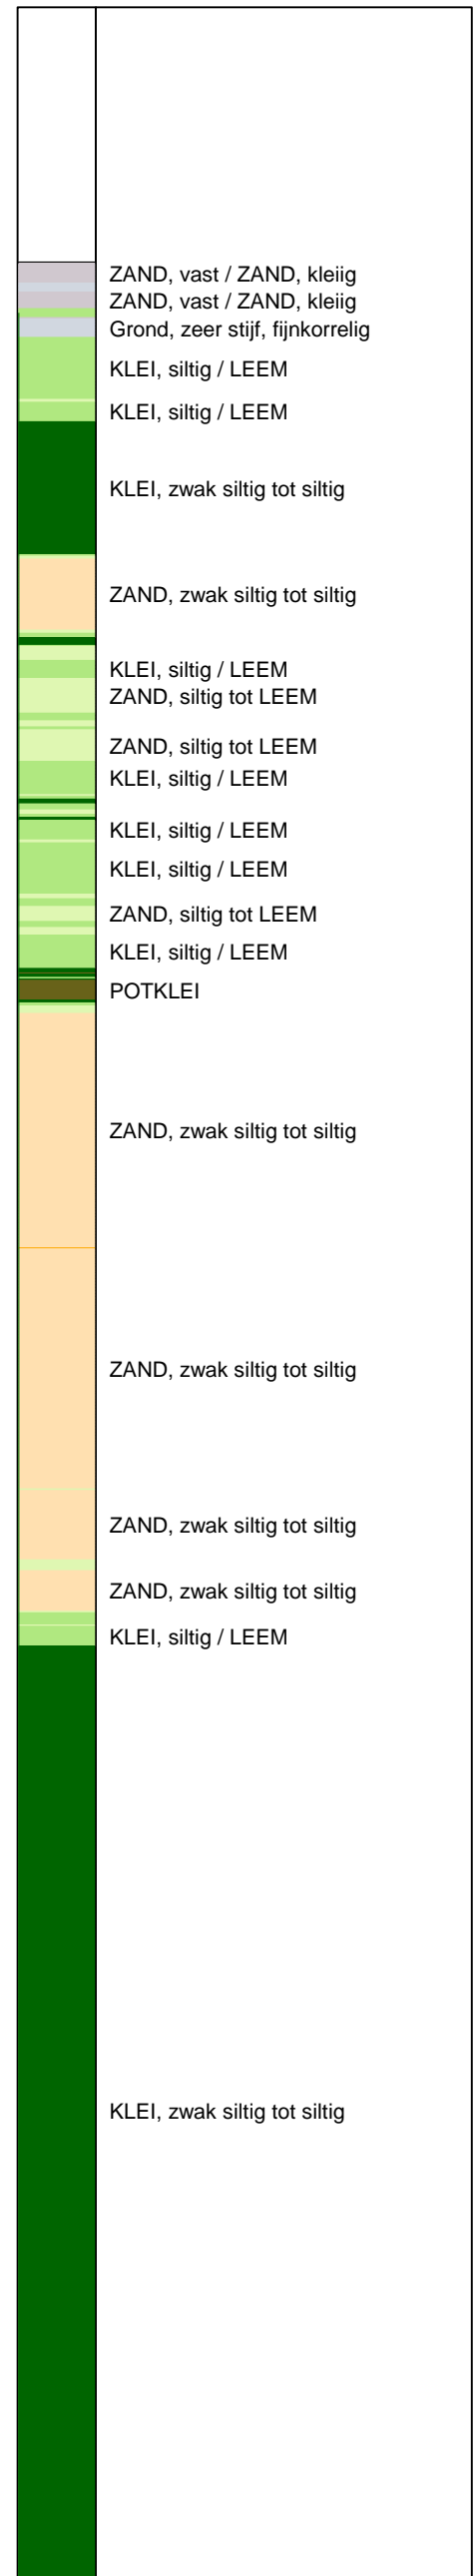 ZAND, vast / ZAND, kleiig
ZAND, vast / ZAND, kleiig
Grond, zeer stijf, fijnkorrelig
KLEI, siltig / LEEM
KLEI, siltig / LEEM
KLEI, zwak siltig tot siltig
ZAND, zwak siltig tot siltig
KLEI, siltig / LEEM
ZAND, siltig tot LEEM
ZAND, siltig tot LEEM
KLEI, siltig / LEEM
KLEI, siltig / LEEM
KLEI, siltig / LEEM
ZAND, siltig tot LEEM
KLEI, siltig / LEEM
POTKLEI
ZAND, zwak siltig tot siltig
ZAND, zwak siltig tot siltig
ZAND, zwak siltig tot siltig
ZAND, zwak siltig tot siltig
KLEI, siltig / LEEM
KLEI, zwak siltig tot siltig